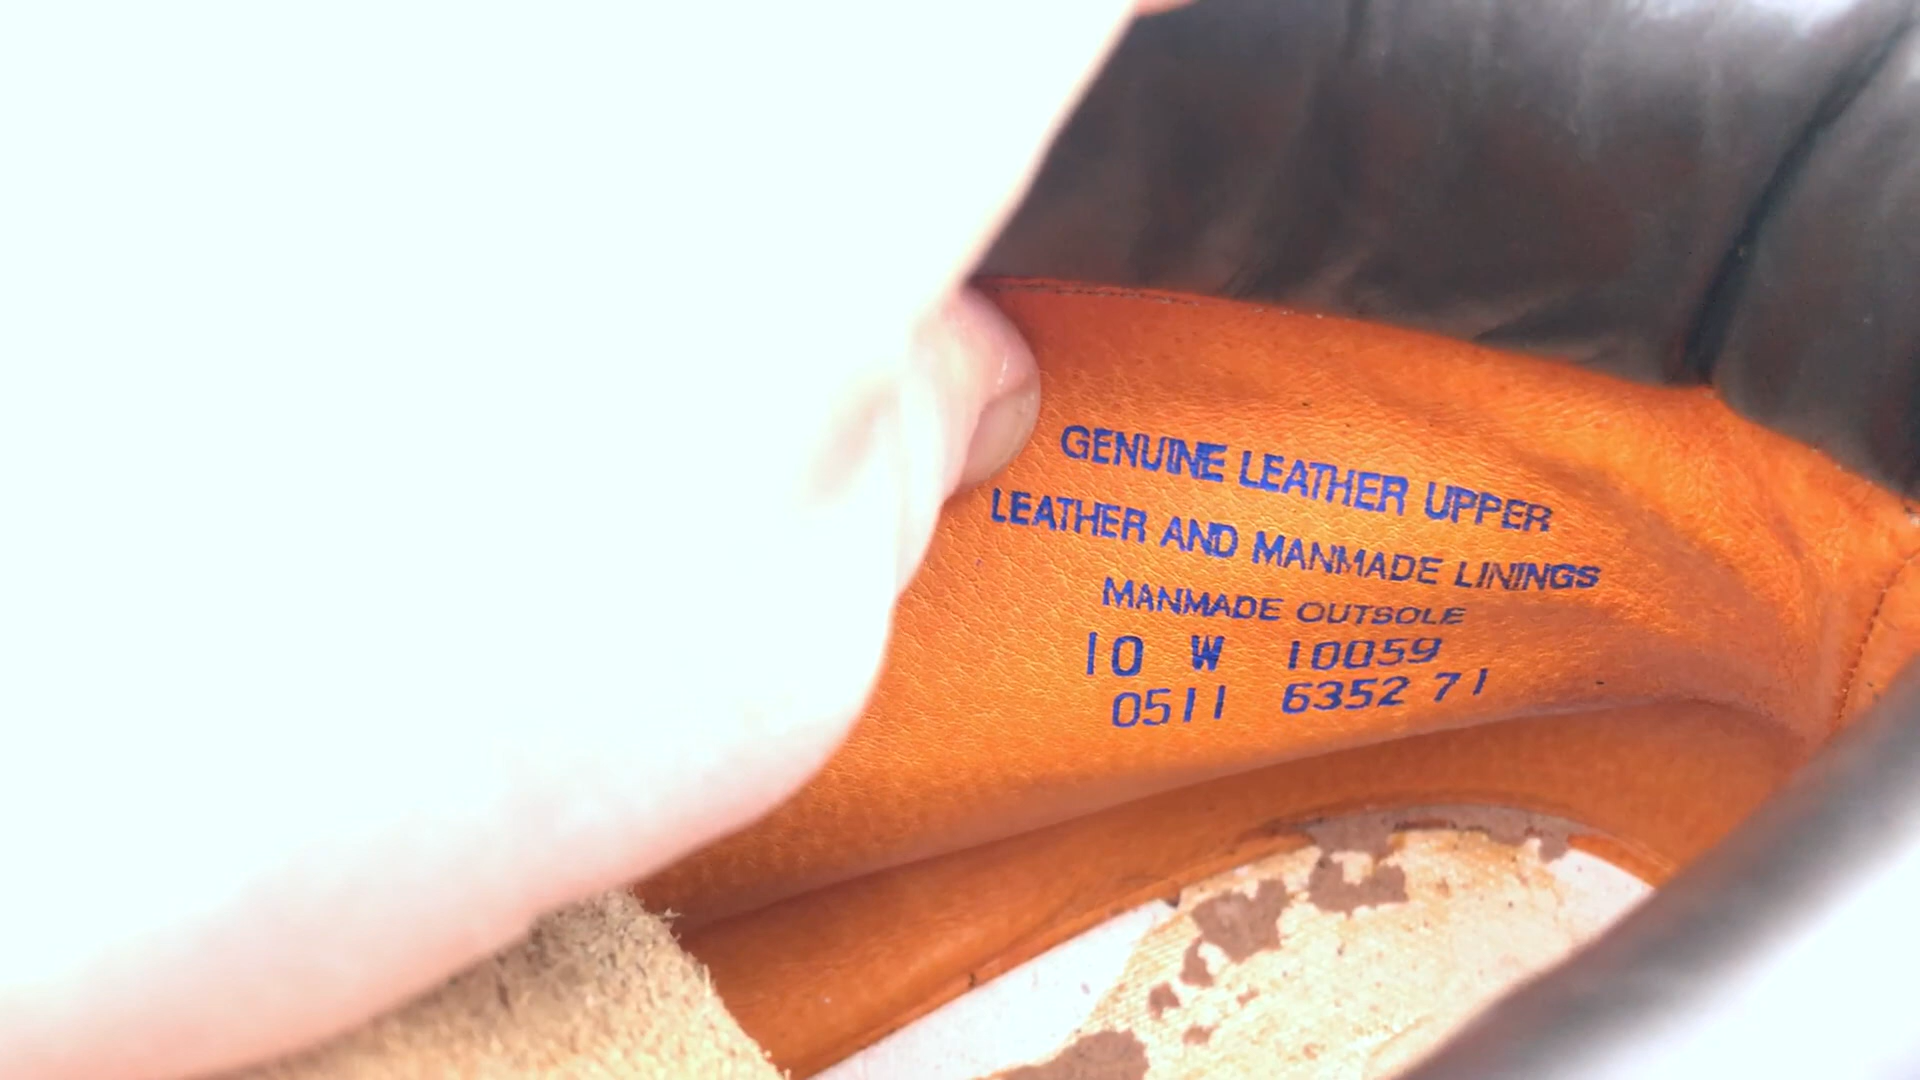 GENUINE LEATHER UPPER
LEATHER AND MANMADE LININGS
MANMADE OUTSOLE
10 W 10059
0511 6352 71